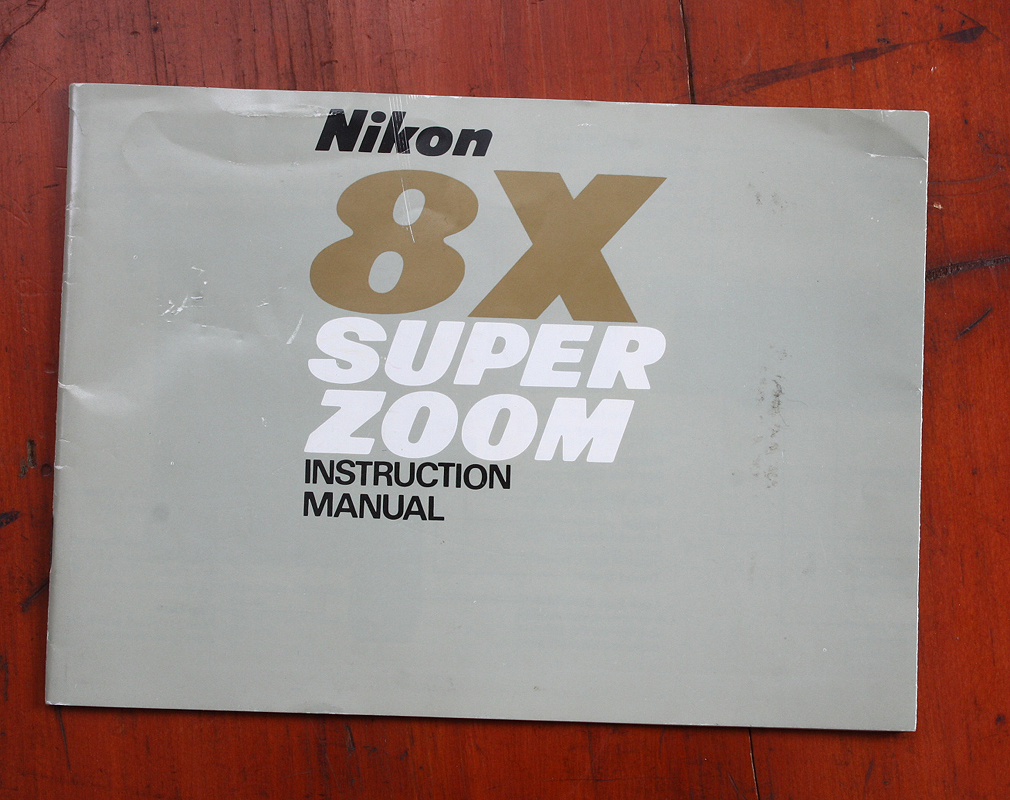 Nikon
8X
SUPER
ZOOM
INSTRUCTION
MANUAL